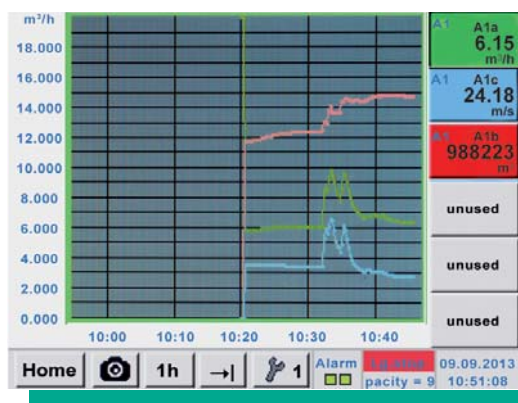 m³/h
18.000
16.000
14.000
12.000
10.000
8.000
6.000
4.000
2.000
0.000
10:00 10:10 10:20 10:30 10:40
A1 A1a
6.15
m³/h
A1 A1c
24.18
m/s
A1 A1b
988223
m
unused
unused
unused
Home 1h →| 1 Alarm
pacity = 9
09.09.2013
10:51:08